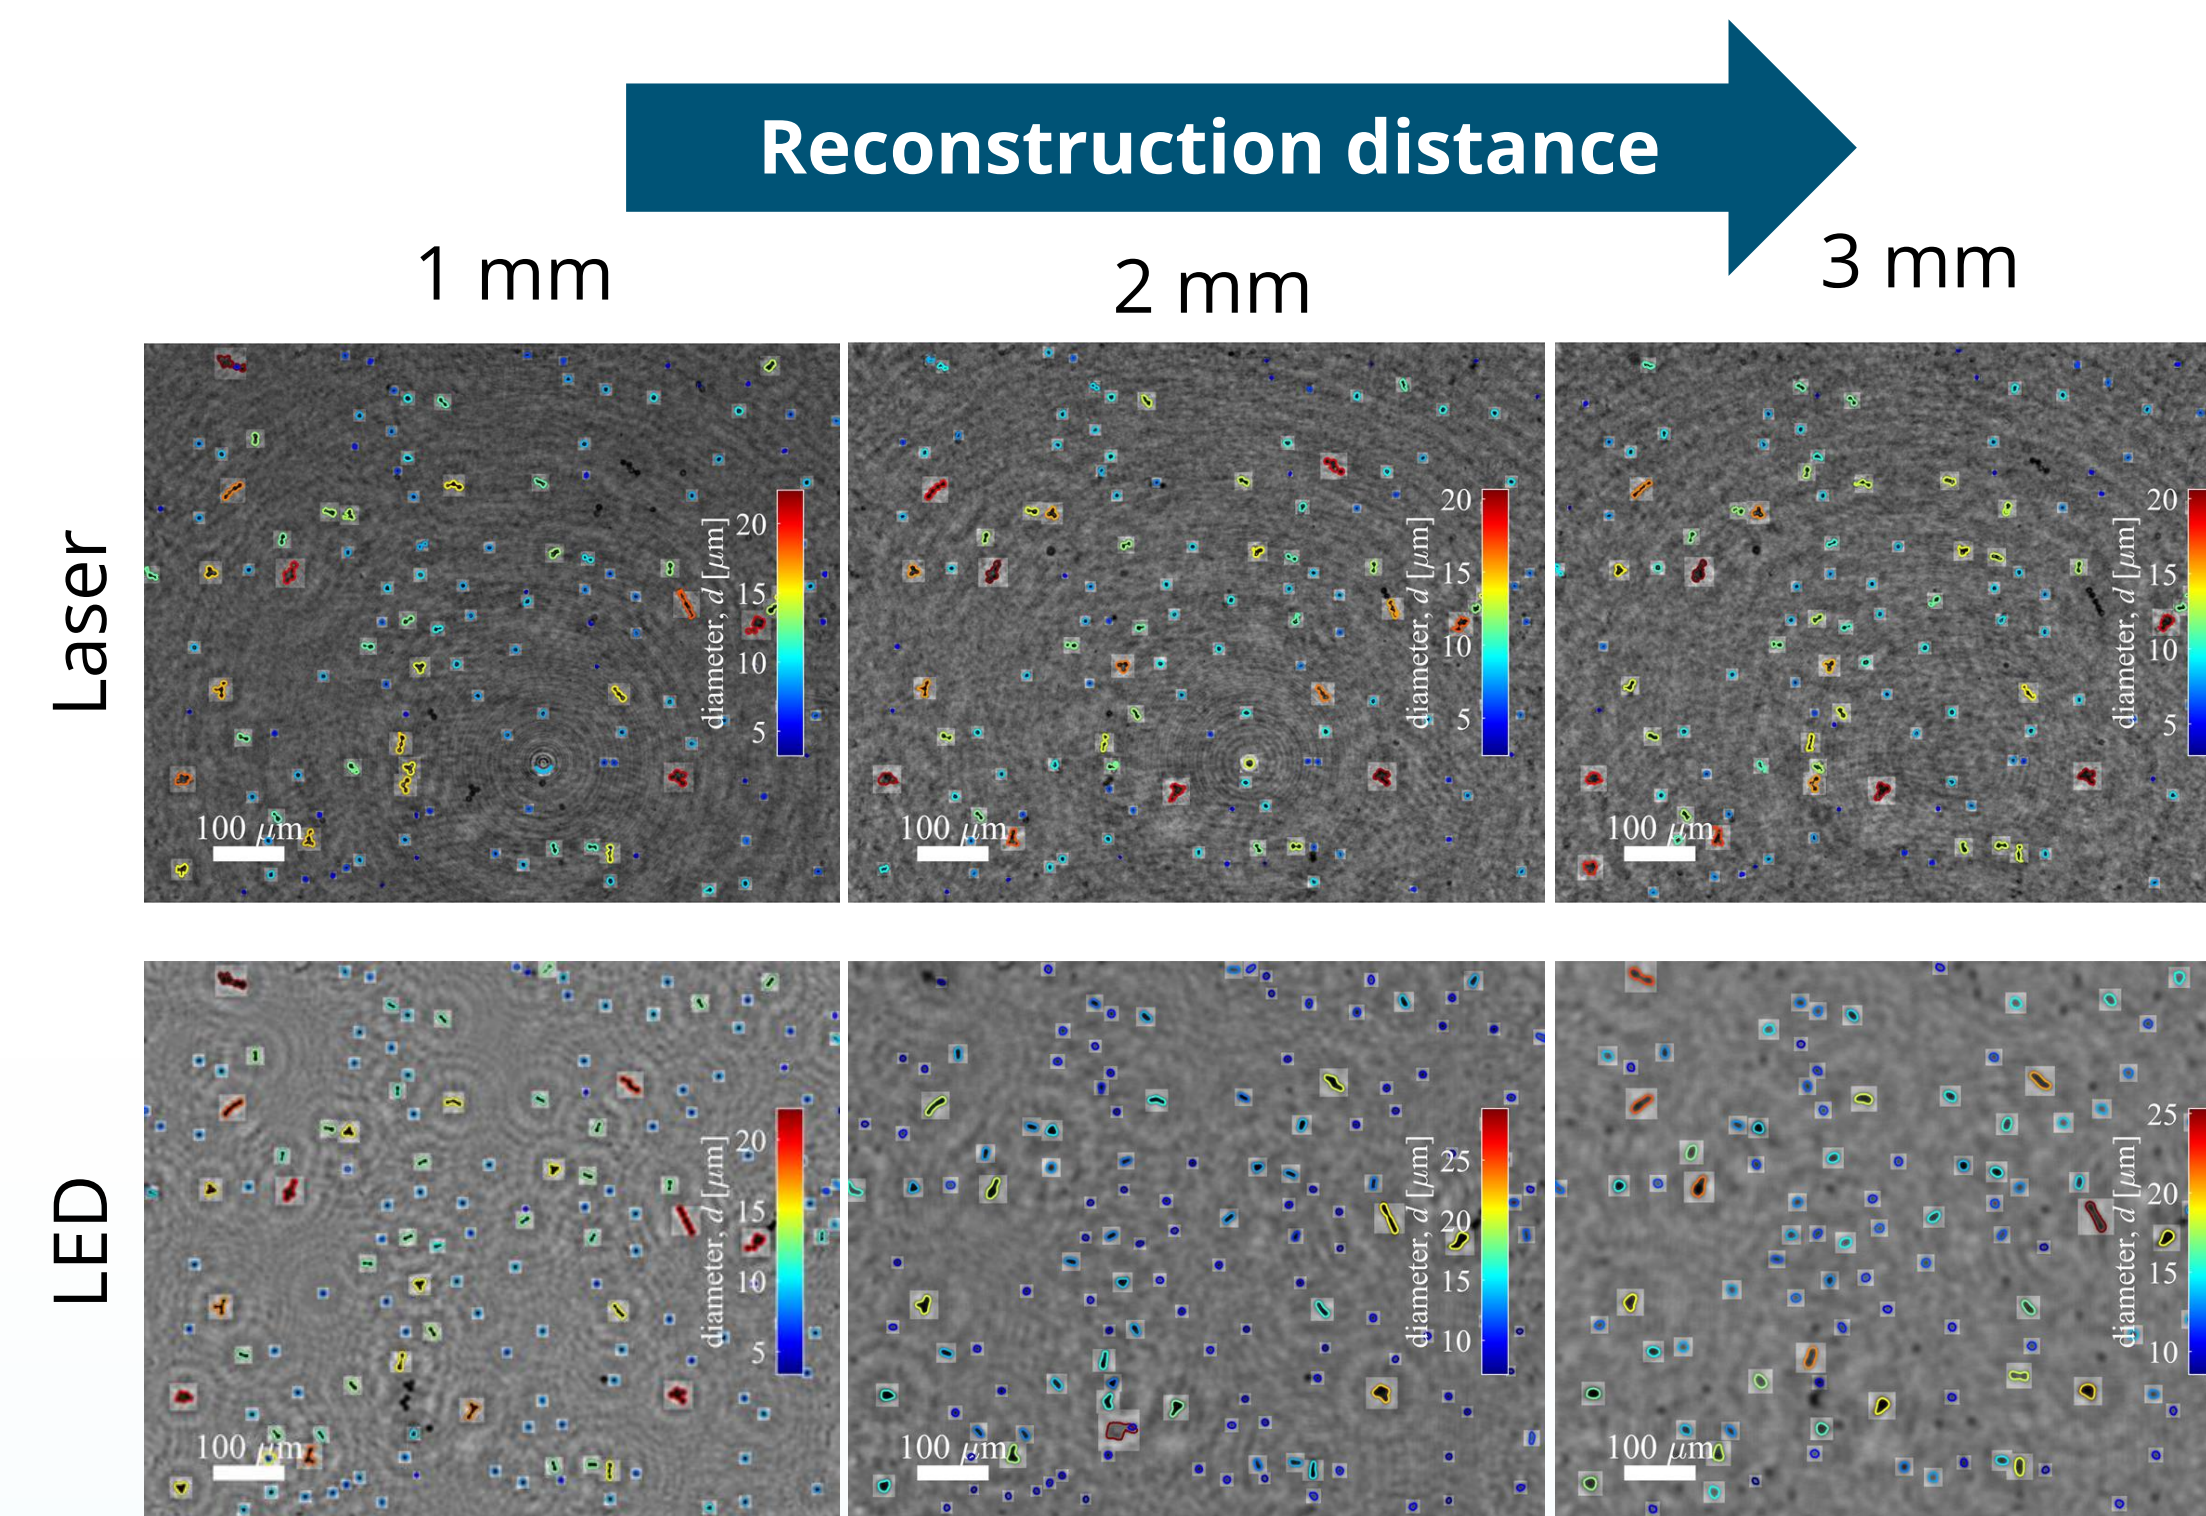 Reconstruction distance
1 mm
2 mm
3 mm
Laser
100 μm
diameter, d [μm]
20
15
10
5
100 μm
diameter, d [μm]
20
15
10
5
100 μm
diameter, d [μm]
20
15
10
5
LED
100 μm
diameter, d [μm]
20
15
10
5
100 μm
diameter, d [μm]
25
20
15
10
100 μm
diameter, d [μm]
25
20
15
10